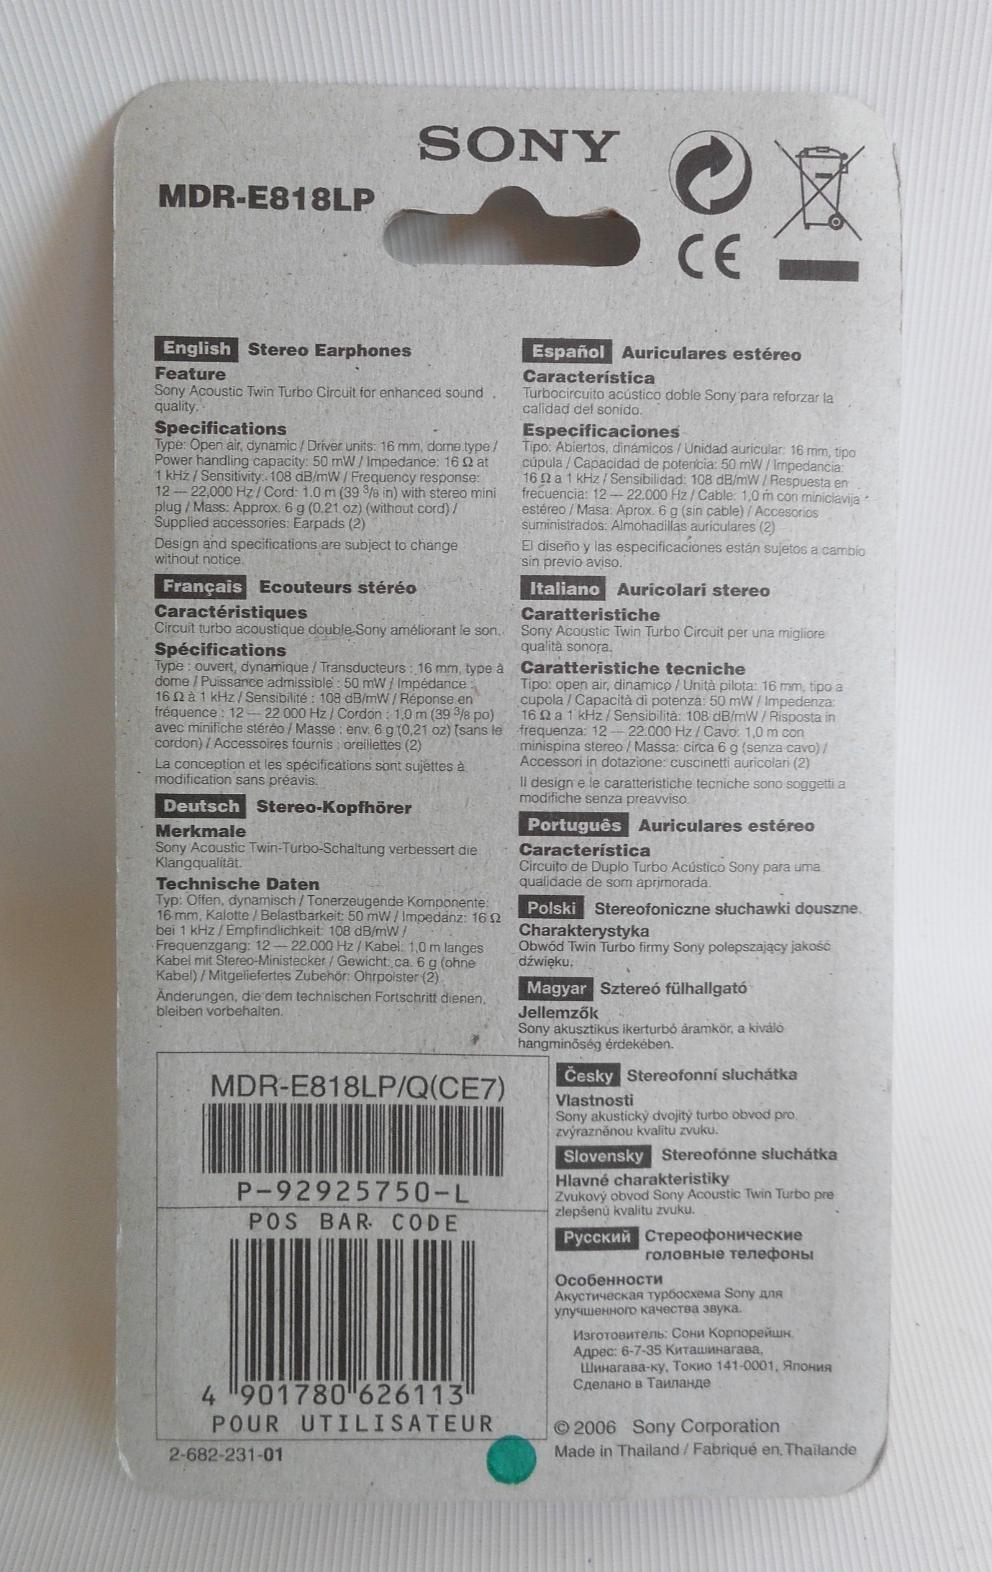 SONY
MDR-E818LP
CE
English Stereo Earphones
Feature
Sony Acoustic Twin Turbo Circuit for enhanced sound
quality.
Specifications
Type: Open air, dynamic / Driver units: 16 mm, dome type /
Power handling capacity: 50 mW / Impedance: 16 Ω at
1 kHz / Sensitivity: 108 dB/mW / Frequency response:
12 — 22,000 Hz / Cord: 1.0 m (39 3/8 in) with stereo mini
plug / Mass: Approx. 6 g (0.21 oz) (without cord) /
Supplied accessories: Earpads (2)
Design and specifications are subject to change
without notice.
Français Ecouteurs stéréo
Caractéristiques
Circuit turbo acoustique double Sony améliorant le son.
Spécifications
Type : ouvert, dynamique / Transducteurs : 16 mm, type à
dome / Puissance admissible : 50 mW / Impédance :
16 Ω à 1 kHz / Sensibilité : 108 dB/mW / Réponse en
fréquence : 12 — 22 000 Hz / Cordon : 1,0 m (39 3/8 po)
avec minifiche stéréo / Masse : env. 6 g (0,21 oz) (sans le
cordon) / Accessoires fournis : oreillettes (2)
La conception et les spécifications sont sujettes à
modification sans préavis.
Deutsch Stereo-Kopfhörer
Merkmale
Sony Acoustic Twin-Turbo-Schaltung verbessert die
Klangqualität.
Technische Daten
Typ: Offen, dynamisch / Tonerzeugende Komponente:
16 mm, Kalotte / Belastbarkeit: 50 mW / Impedanz: 16 Ω
bei 1 kHz / Empfindlichkeit: 108 dB/mW /
Frequenzgang: 12 — 22.000 Hz / Kabel: 1,0 m langes
Kabel mit Stereo-Ministecker / Gewicht: ca. 6 g (ohne
Kabel) / Mitgeliefertes Zubehör: Ohrpolster (2)
Änderungen, die dem technischen Fortschritt dienen,
bleiben vorbehalten.
Español Auriculares estéreo
Característica
Turbocircuito acústico doble Sony para reforzar la
calidad del sonido.
Especificaciones
Tipo: Abiertos, dinámicos / Unidad auricular: 16 mm, tipo
cúpula / Capacidad de potencia: 50 mW / Impedancia:
16 Ω a 1 kHz / Sensibilidad: 108 dB/mW / Respuesta en
frecuencia: 12 — 22.000 Hz / Cable: 1,0 m con miniclavija
estéreo / Masa: Aprox. 6 g (sin cable) / Accesorios
suministrados: Almohadillas auriculares (2)
El diseño y las especificaciones están sujetos a cambio
sin previo aviso.
Italiano Auricolari stereo
Caratteristiche
Sony Acoustic Twin Turbo Circuit per una migliore
qualità sonora.
Caratteristiche tecniche
Tipo: open air, dinamico / Unità pilota: 16 mm, tipo a
cupola / Capacità di potenza: 50 mW / Impedenza:
16 Ω a 1 kHz / Sensibilità: 108 dB/mW / Risposta in
frequenza: 12 — 22.000 Hz / Cavo: 1,0 m con
minispina stereo / Massa: circa 6 g (senza cavo) /
Accessori in dotazione: cuscinetti auricolari (2)
Il design e le caratteristiche tecniche sono soggetti a
modifiche senza preavviso.
Português Auriculares estéreo
Característica
Circuito de Duplo Turbo Acústico Sony para uma
qualidade de som aprimorada.
Polski Stereofoniczne słuchawki douszne
Charakterystyka
Obwód Twin Turbo firmy Sony polepszający jakość
dźwięku.
Magyar Sztereó fülhallgató
Jellemzők
Sony akusztikus ikerturbó áramkör, a kiváló
hangminőség érdekében.
Česky Stereofonní sluchátka
Vlastnosti
Sony akustický dvojitý turbo obvod pro
zvýrazněnou kvalitu zvuku.
Slovensky Stereofónne sluchátka
Hlavné charakteristiky
Zvukový obvod Sony Acoustic Twin Turbo pre
zlepšenú kvalitu zvuku.
Русский Стереофонические
головные телефоны
Особенности
Акустическая турбосхема Sony для
улучшенного качества звука.
Изготовитель: Сони Корпорейшн
Адрес: 6-7-35 Киташинагава,
Шинагава-ку, Токио 141-0001, Япония
Сделано в Таиланде
MDR-E818LP/Q(CE7)
P-92925750-L
POS BAR CODE
4 901780 626113
POUR UTILISATEUR
2-682-231-01
© 2006 Sony Corporation
Made in Thailand / Fabriqué en Thaïlande